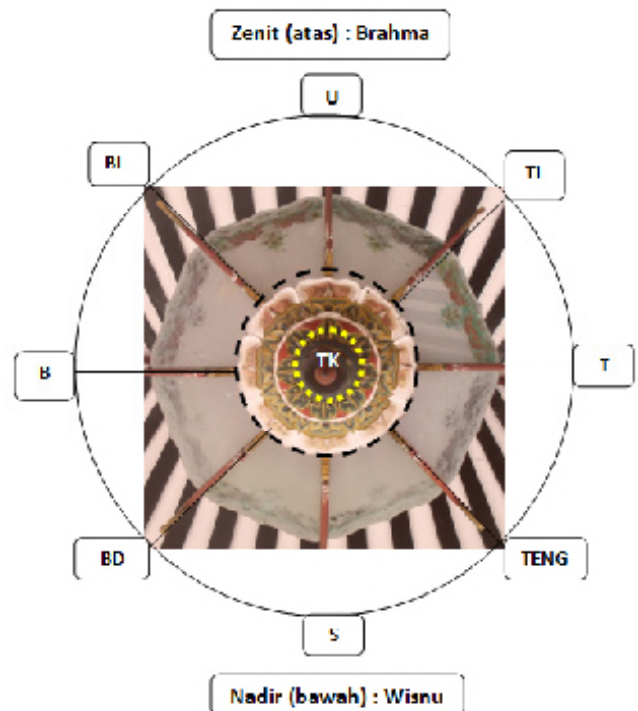 Zenit (atas) : Brahma
U
BL
TL
TK
B
T
BD
TENG
S
Nadir (bawah) : Wisnu